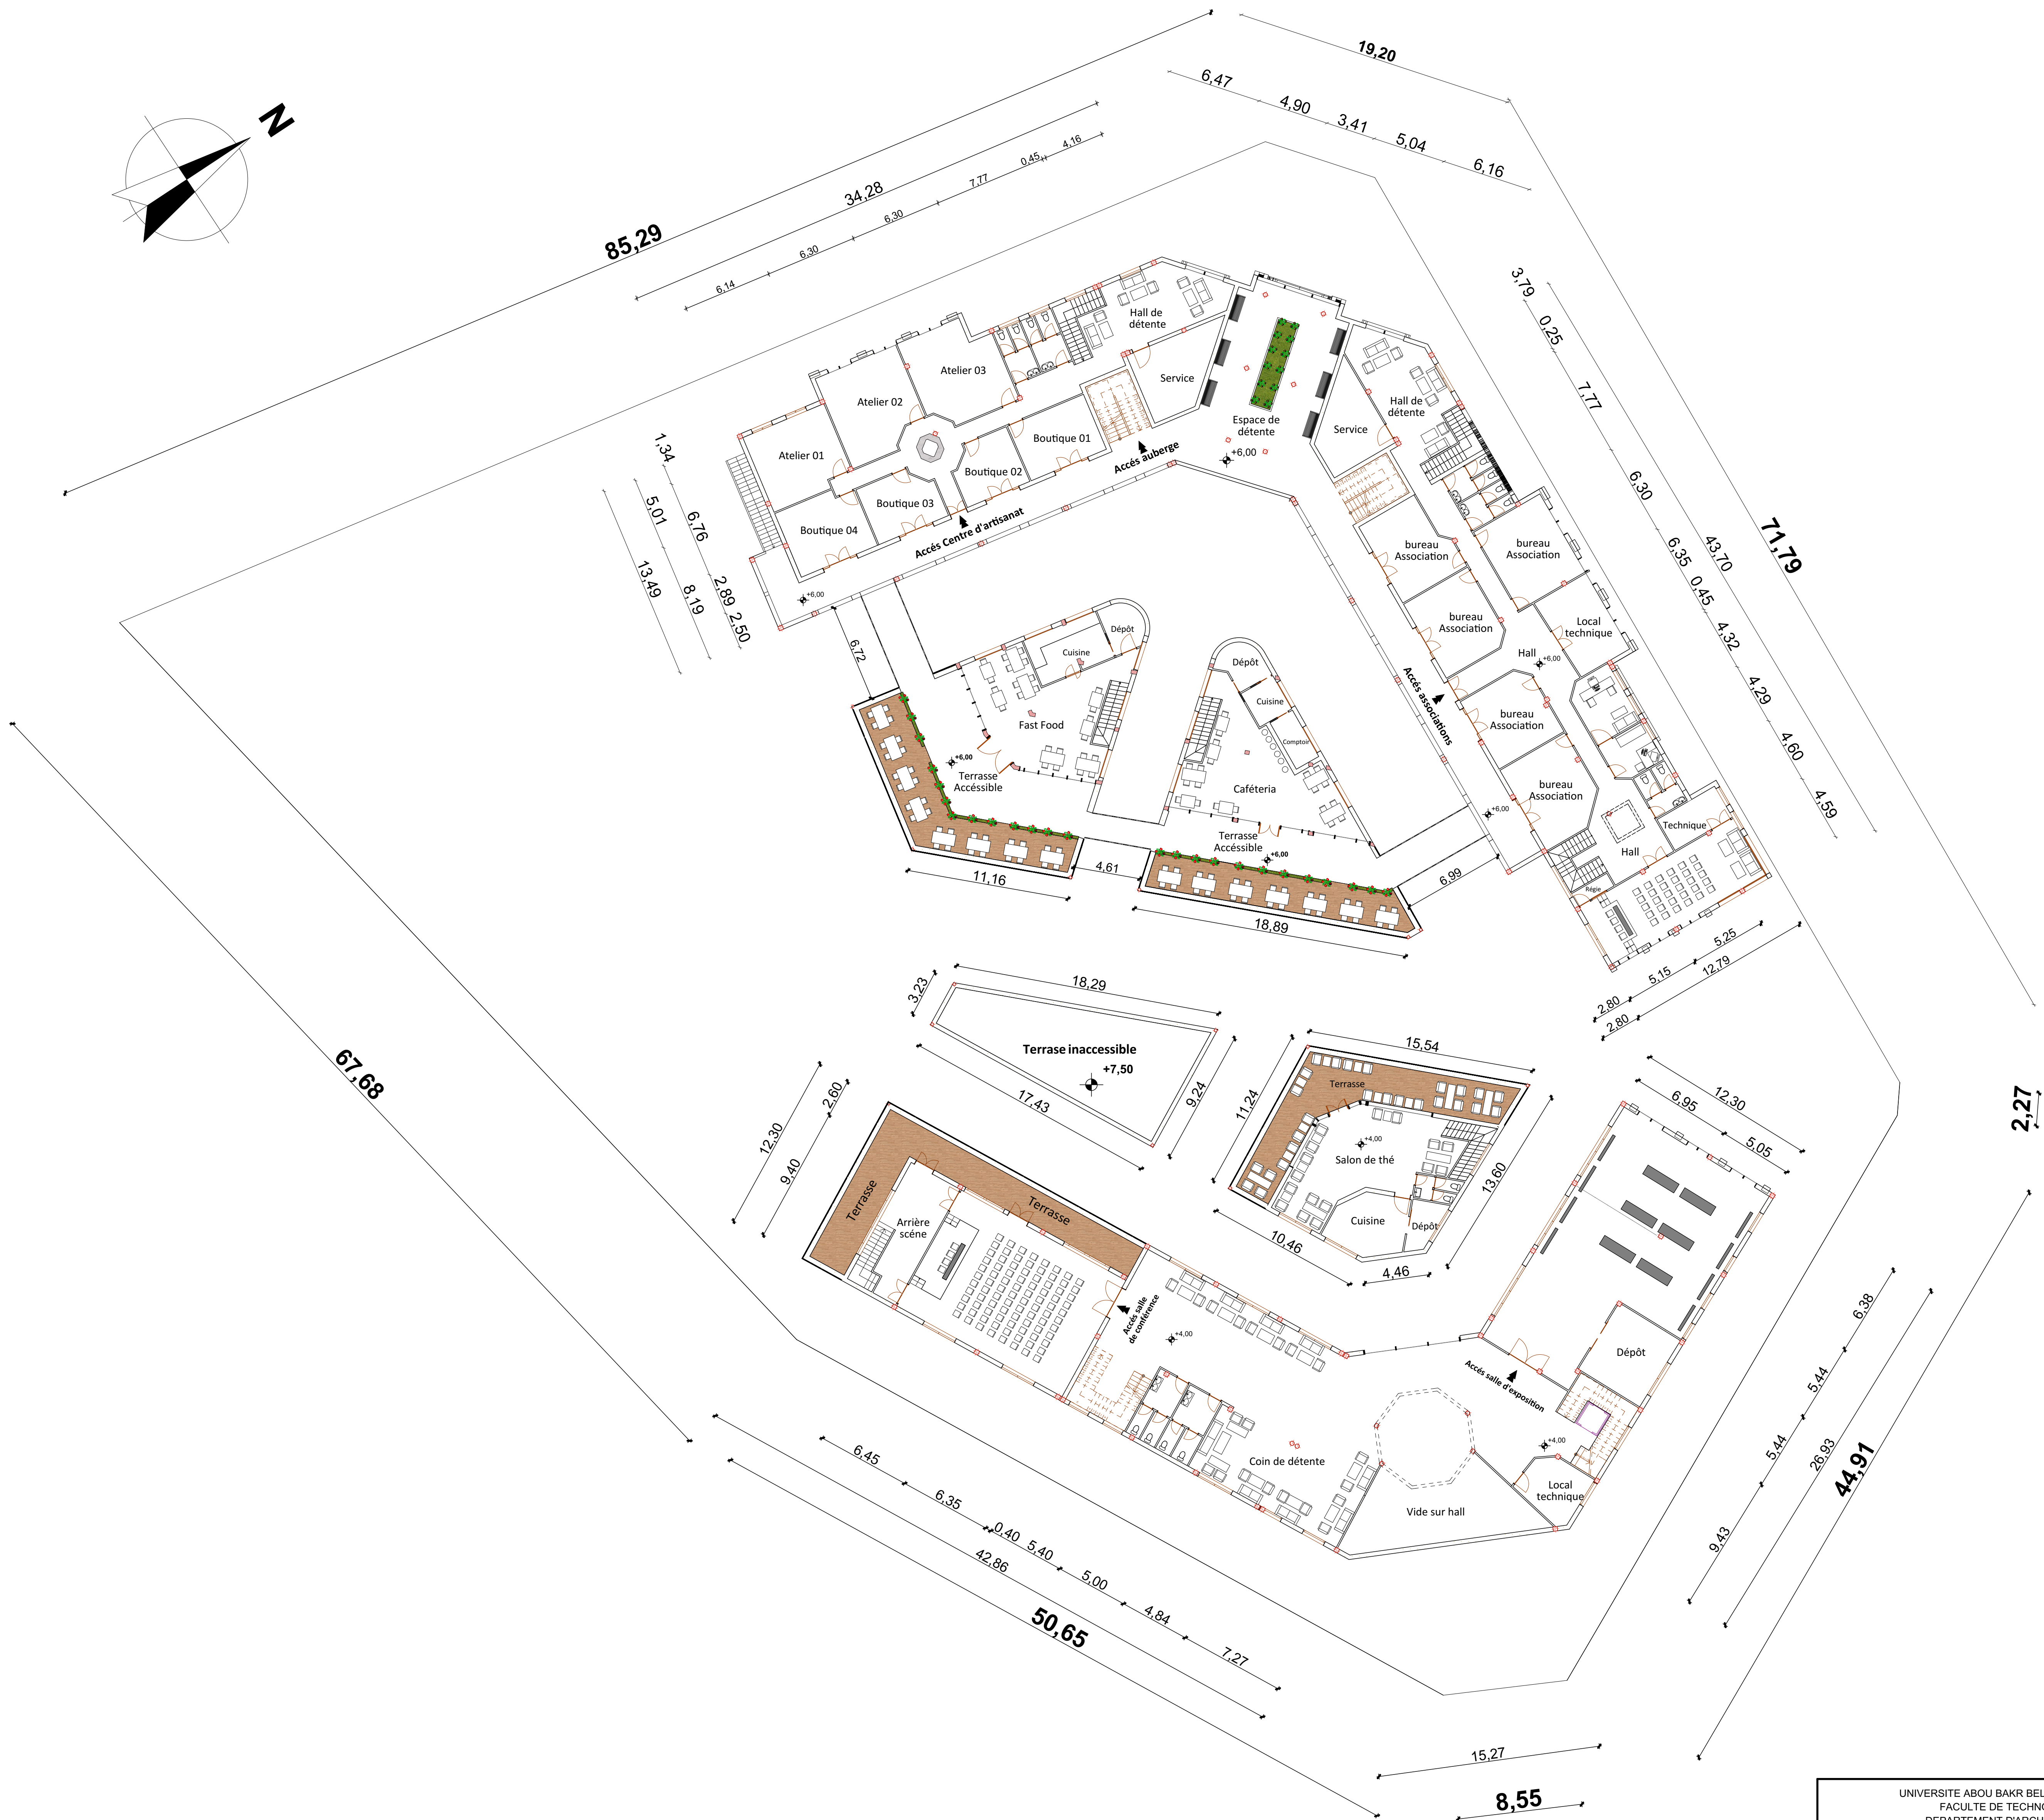 19,20
6,47
4,90
3,41
5,04
6,16
N
85,29
34,28
6,14
6,30
6,30
7,77
0,45
4,16
3,79
0,25
7,77
6,30
6,35
0,45
4,32
4,29
4,60
4,59
43,70
71,79
1,34
5,01
6,76
13,49
8,19
2,89
2,50
Hall de
détente
Atelier 03
Atelier 02
Atelier 01
Service
Espace de
détente
+6,00
Hall de
détente
Service
Boutique 01
Boutique 02
Boutique 03
Boutique 04
Accés auberge
Accés Centre d'artisanat
+6,00
6,72
bureau
Association
bureau
Association
bureau
Association
Local
technique
Hall
+6,00
Accés associations
bureau
Association
bureau
Association
+6,00
Technique
Hall
Régie
Dépôt
Cuisine
Fast Food
+6,00
Terrasse
Accéssible
Dépôt
Cuisine
Comptoir
Caféteria
Terrasse
Accéssible
+6,00
11,16
4,61
18,89
6,99
5,25
5,15
12,79
2,80
2,80
3,23
18,29
Terrase inaccessible
+7,50
17,43
9,24
15,54
11,24
Terrasse
+4,00
Salon de thé
13,60
Cuisine
Dépôt
10,46
4,46
12,30
6,95
5,05
2,27
67,68
12,30
2,60
9,40
Terrasse
Terrasse
Arrière
scéne
Accés salle
de conférence
+4,00
Coin de détente
Vide sur hall
Accés salle d'exposition
Dépôt
+4,00
Local
technique
6,38
5,44
5,44
26,93
44,91
9,43
6,45
6,35
0,40
5,40
5,00
4,84
7,27
42,86
50,65
15,27
8,55
UNIVERSITE ABOU BAKR BEL
FACULTE DE TECHNO